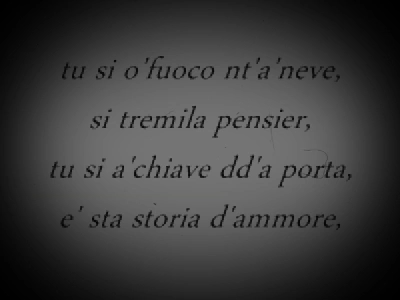 tu si o'fuoco nt'a'neve,
si tremila pensier,
tu si a'chiave dd'a porta,
e' sta storia d'ammore,